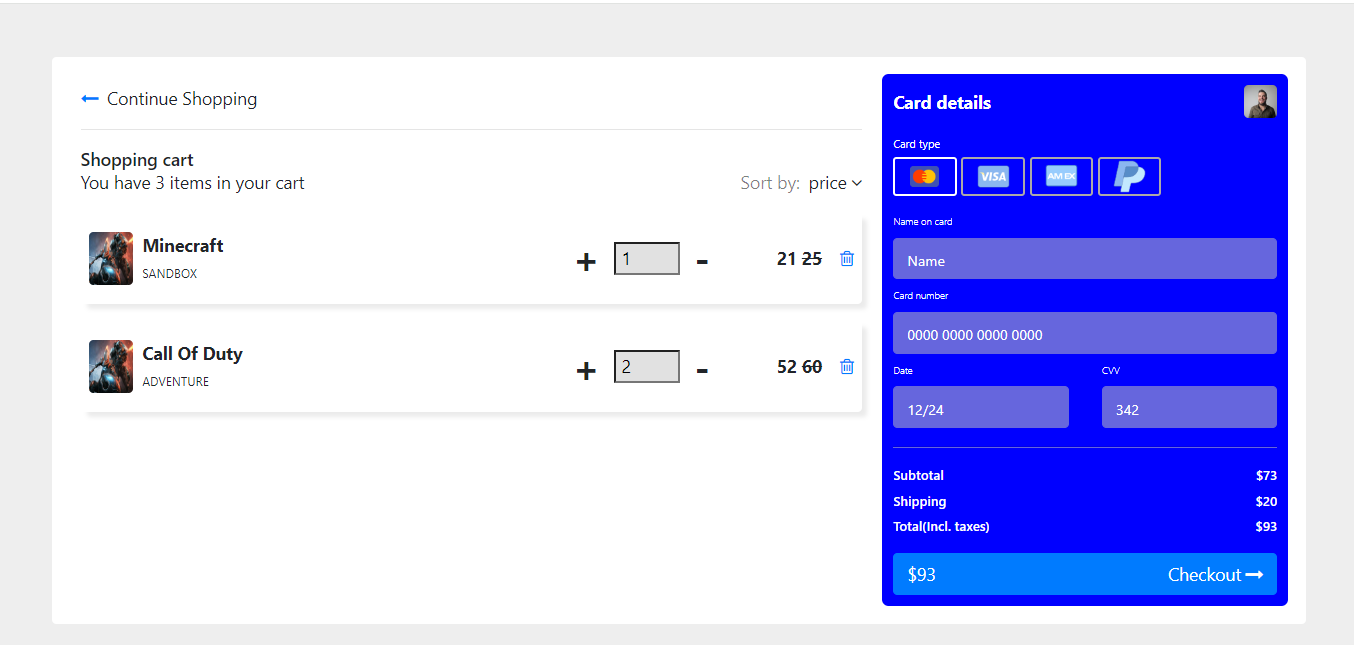 Continue Shopping
Shopping cart
You have 3 items in your cart
Sort by: price
Minecraft
SANDBOX
+ 1 - 21 25
Call Of Duty
ADVENTURE
+ 2 - 52 60
Card details
Card type
VISA AM EX
Name on card
Name
Card number
0000 0000 0000 0000
Date CVV
12/24 342
Subtotal $73
Shipping $20
Total(Incl. taxes) $93
$93 Checkout